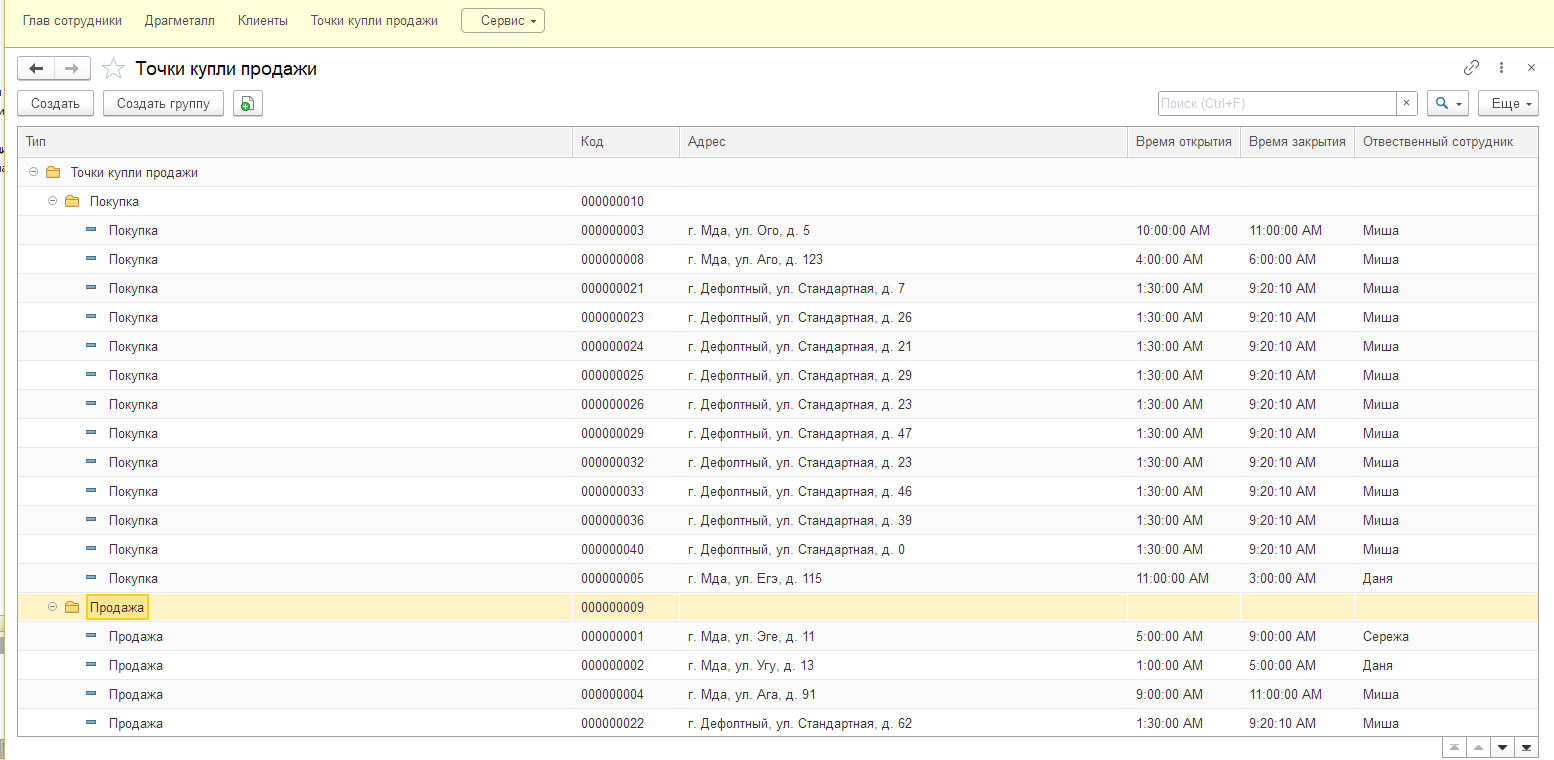 Глав сотрудники Драгметалл Клиенты Точки купли продажи Сервис
Точки купли продажи
Создать Создать группу Поиск (Ctrl+F) Еще
Тип Код Адрес Время открытия Время закрытия Отвественный сотрудник
Точки купли продажи
Покупка 000000010
Покупка 000000003 г. Мда, ул. Ого, д. 5 10:00:00 AM 11:00:00 AM Миша
Покупка 000000008 г. Мда, ул. Аго, д. 123 4:00:00 AM 6:00:00 AM Миша
Покупка 000000021 г. Дефолтный, ул. Стандартная, д. 7 1:30:00 AM 9:20:10 AM Миша
Покупка 000000023 г. Дефолтный, ул. Стандартная, д. 26 1:30:00 AM 9:20:10 AM Миша
Покупка 000000024 г. Дефолтный, ул. Стандартная, д. 21 1:30:00 AM 9:20:10 AM Миша
Покупка 000000025 г. Дефолтный, ул. Стандартная, д. 29 1:30:00 AM 9:20:10 AM Миша
Покупка 000000026 г. Дефолтный, ул. Стандартная, д. 23 1:30:00 AM 9:20:10 AM Миша
Покупка 000000029 г. Дефолтный, ул. Стандартная, д. 47 1:30:00 AM 9:20:10 AM Миша
Покупка 000000032 г. Дефолтный, ул. Стандартная, д. 23 1:30:00 AM 9:20:10 AM Миша
Покупка 000000033 г. Дефолтный, ул. Стандартная, д. 46 1:30:00 AM 9:20:10 AM Миша
Покупка 000000036 г. Дефолтный, ул. Стандартная, д. 39 1:30:00 AM 9:20:10 AM Миша
Покупка 000000040 г. Дефолтный, ул. Стандартная, д. 0 1:30:00 AM 9:20:10 AM Миша
Покупка 000000005 г. Мда, ул. Егэ, д. 115 11:00:00 AM 3:00:00 AM Даня
Продажа 000000009
Продажа 000000001 г. Мда, ул. Эге, д. 11 5:00:00 AM 9:00:00 AM Сережа
Продажа 000000002 г. Мда, ул. Угу, д. 13 1:00:00 AM 5:00:00 AM Даня
Продажа 000000004 г. Мда, ул. Ага, д. 91 9:00:00 AM 11:00:00 AM Миша
Продажа 000000022 г. Дефолтный, ул. Стандартная, д. 62 1:30:00 AM 9:20:10 AM Миша